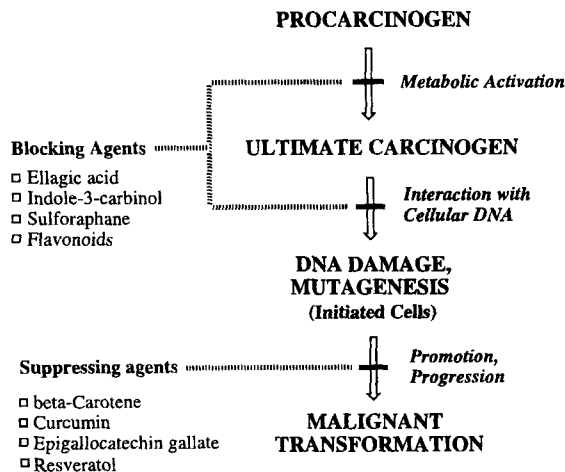 PROCARCINOGEN
Metabolic Activation
Blocking Agents
ULTIMATE CARCINOGEN
Ellagic acid
Indole-3-carbinol
Sulforaphane
Flavonoids
Interaction with
Cellular DNA
DNA DAMAGE,
MUTAGENESIS
(Initiated Cells)
Suppressing agents
Promotion,
Progression
beta-Carotene
Curcumin
Epigallocatechin gallate
Resveratol
MALIGNANT
TRANSFORMATION